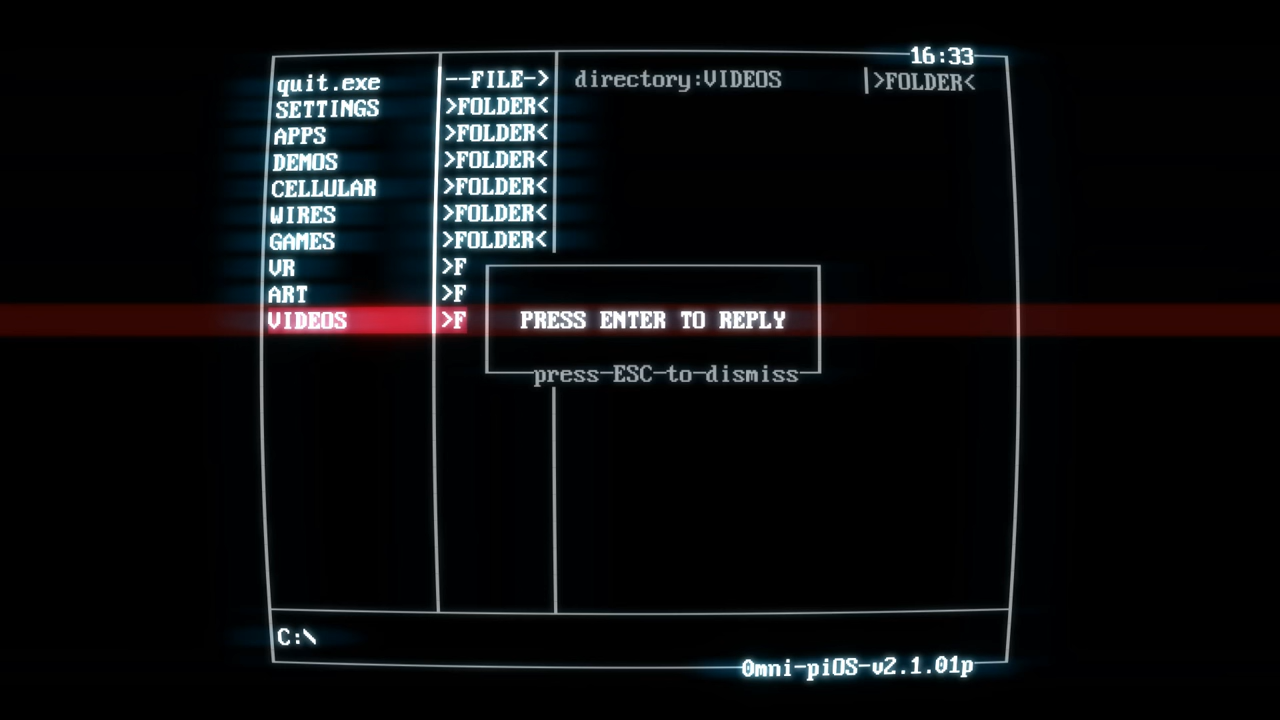 16:33
quit.exe --FILE-> directory:VIDEOS |>FOLDER<
SETTINGS >FOLDER<
APPS >FOLDER<
DEMOS >FOLDER<
CELLULAR >FOLDER<
WIRES >FOLDER<
GAMES >FOLDER<
VR >F
ART >F
VIDEOS >F
PRESS ENTER TO REPLY
press-ESC-to-dismiss
C:\
Omni-piOS-v2.1.01p